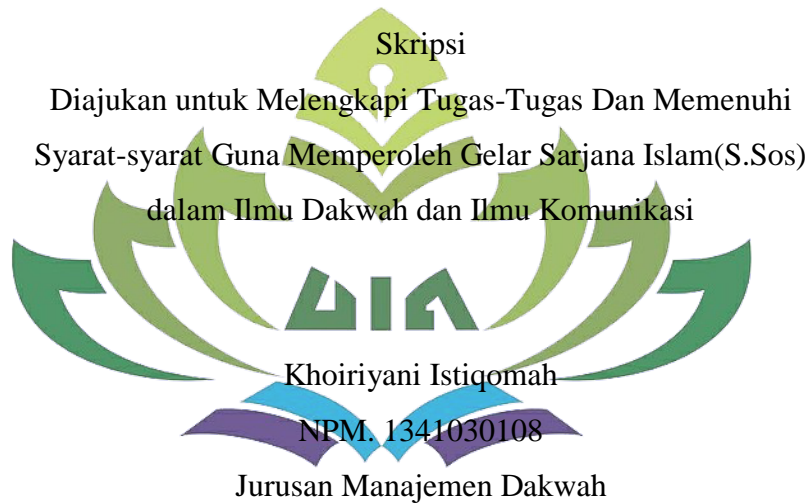 Skripsi
Diajukan untuk Melengkapi Tugas-Tugas Dan Memenuhi
Syarat-syarat Guna Memperoleh Gelar Sarjana Islam(S.Sos)
dalam Ilmu Dakwah dan Ilmu Komunikasi
UIN
Khoiriyani Istiqomah
NPM. 1341030108
Jurusan Manajemen Dakwah